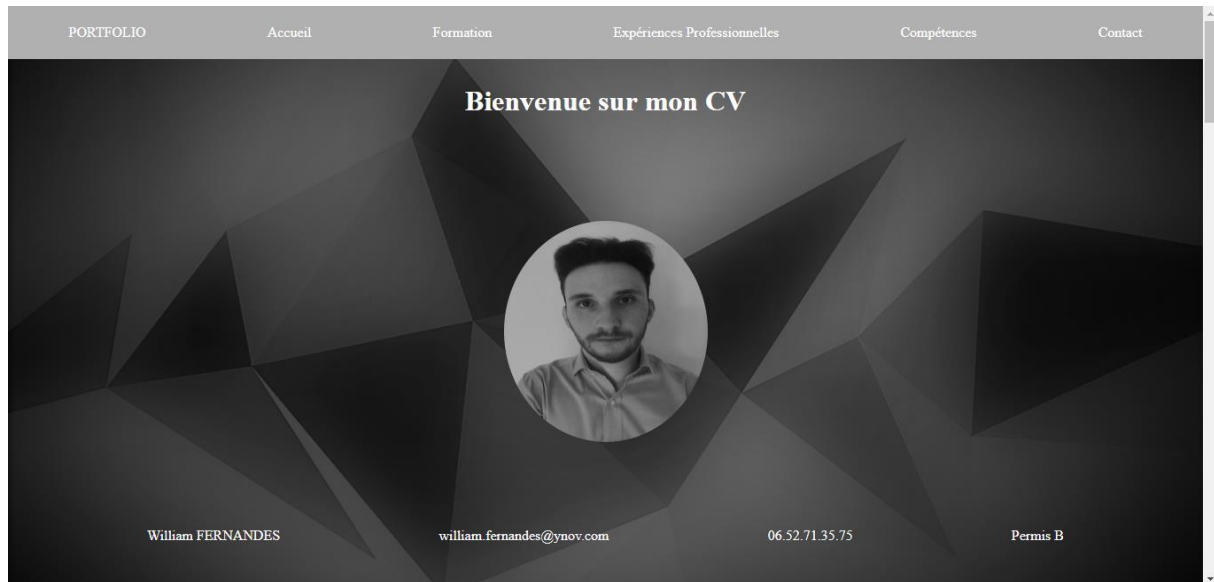 PORTFOLIO Accueil Formation Expériences Professionnelles Compétences Contact
Bienvenue sur mon CV
William FERNANDES william.fernandes@ynov.com 06.52.71.35.75 Permis B